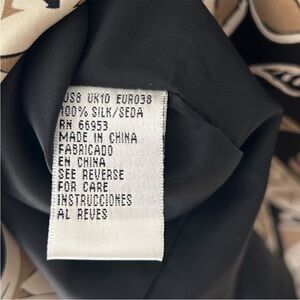 US8 UK10 EURO38
100% SILK/SEDA
RN 66953
MADE IN CHINA
FABRICADO
EN CHINA
SEE REVERSE
FOR CARE
INSTRUCCIONES
AL REVES